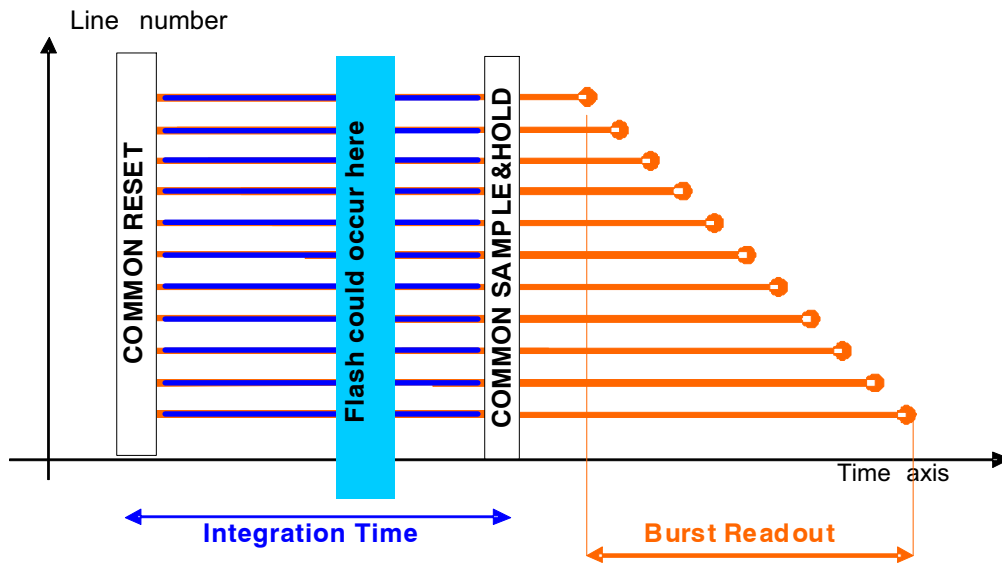 Line number
COMMON RESET
Flash could occur here
COMMON SAMPLE&HOLD
Time axis
Integration Time
Burst Readout